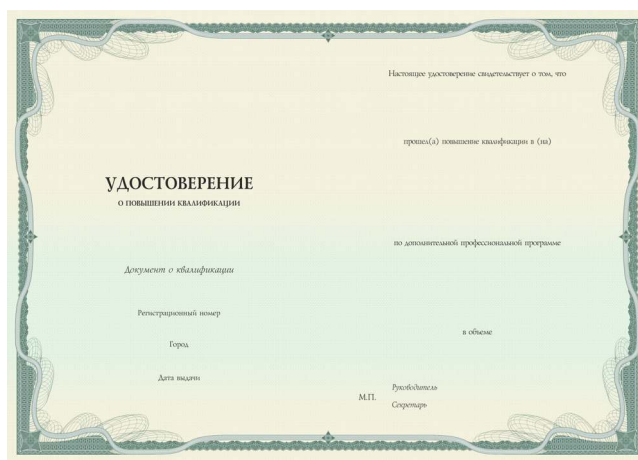 УДОСТОВЕРЕНИЕ
О ПОВЫШЕНИИ КВАЛИФИКАЦИИ
Документ о квалификации
Регистрационный номер
Город
Дата выдачи
Настоящее удостоверение свидетельствует о том, что
прошел(а) повышение квалификации в (на)
по дополнительной профессиональной программе
в объеме
М.П.
Руководитель
Секретарь